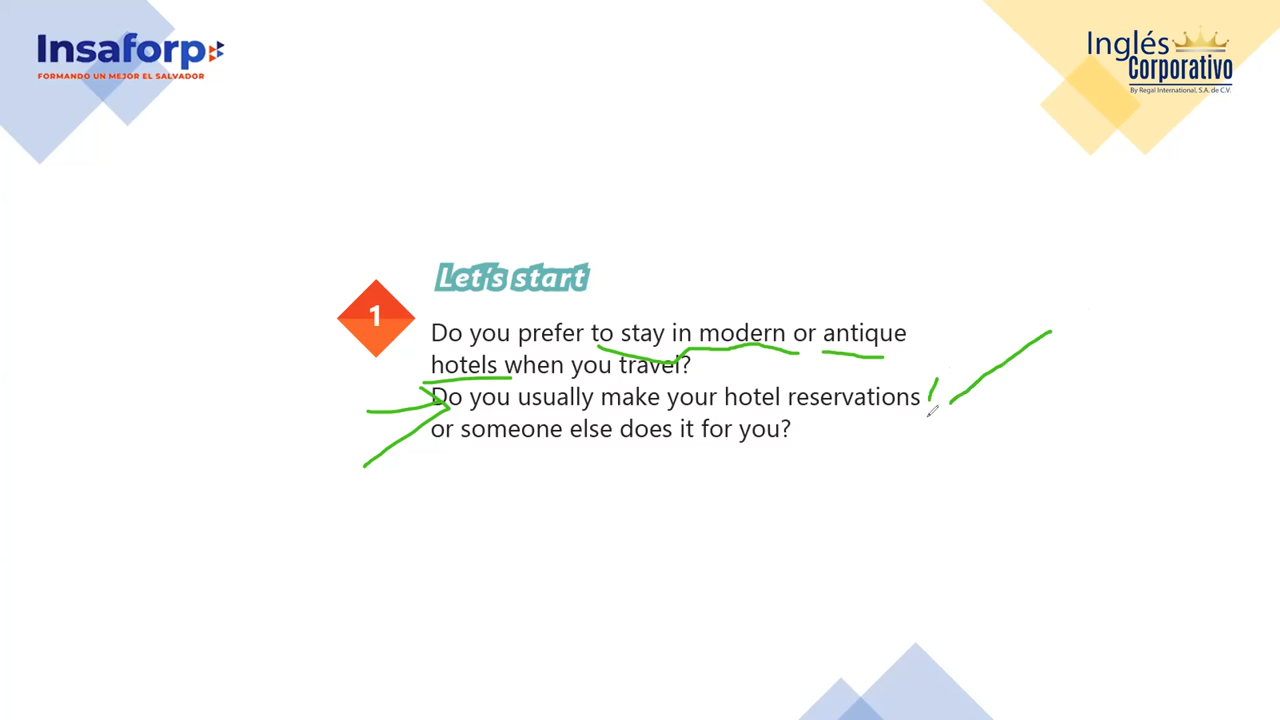 Insaforp
FORMANDO UN MEJOR EL SALVADOR
Inglés
Corporativo
By Regal International, S.A. de C.V.
Let's start
1
Do you prefer to stay in modern or antique
hotels when you travel?
Do you usually make your hotel reservations
or someone else does it for you?